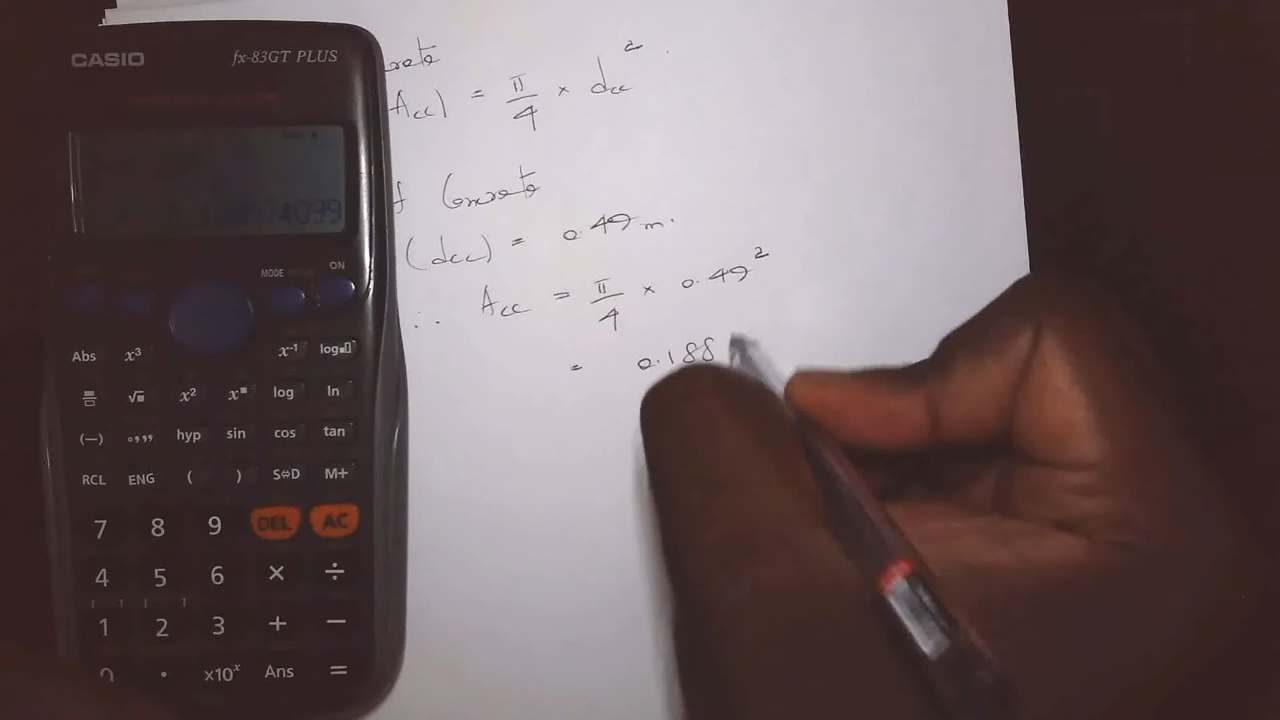 CASIO fx-83GT PLUS
MODE ON
Abs x³ x⁻¹ log
√ x² x log ln
(—) hyp sin cos tan
RCL ENG ( ) S⇔D M+
7 8 9 DEL AC
4 5 6 × ÷
1 2 3 + −
0 · ×10ˣ Ans =
Acc) = π/4 × dcc²
f Concrete
(dcc) = 0.49 m.
∴ Acc = π/4 × 0.49²
= 0.188